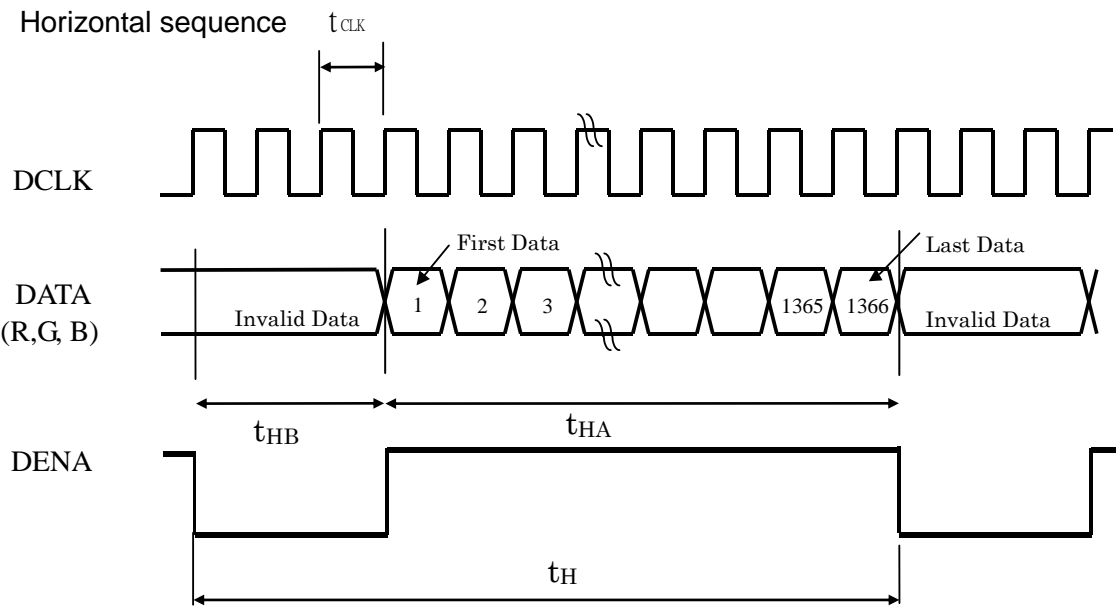 Horizontal sequence
tCLK
DCLK
First Data
Last Data
DATA
(R,G, B)
Invalid Data
1
2
3
1365
1366
Invalid Data
tHB
tHA
DENA
tH